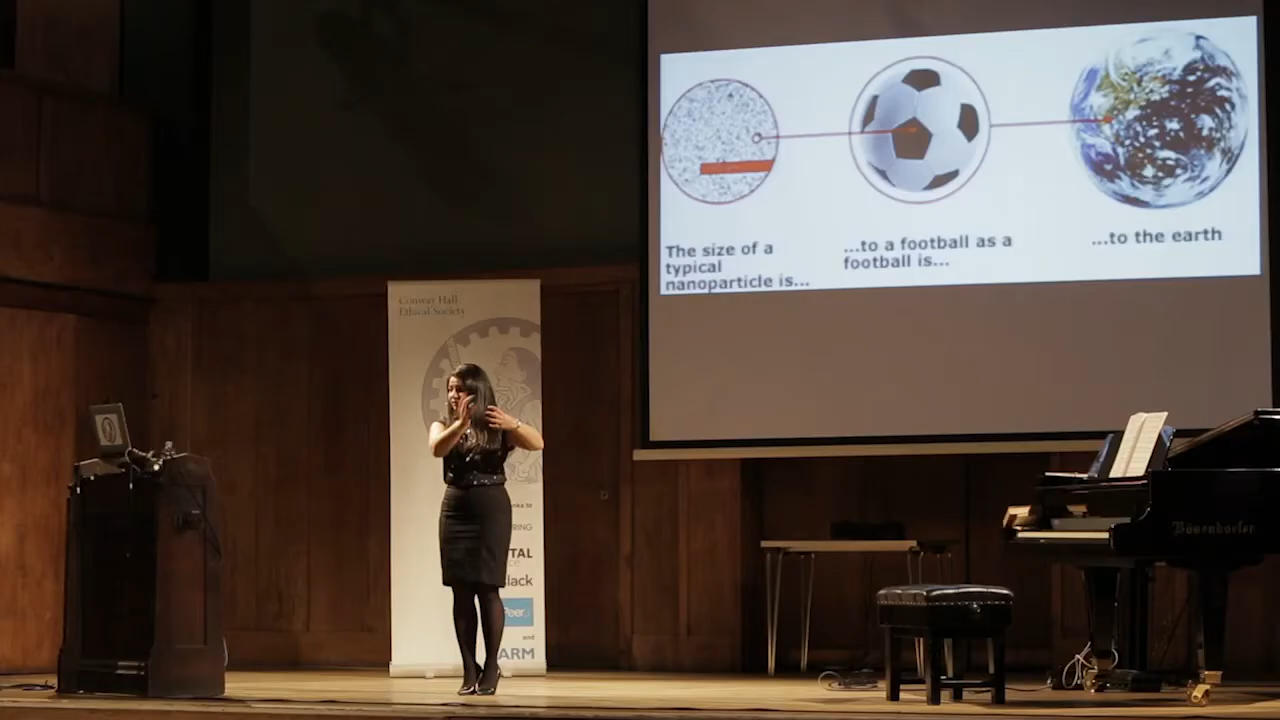 The size of a
typical
nanoparticle is...
...to a football as a
football is...
...to the earth
Conway Hall
Ethical Society
TAL
lack
Peer
and
ARM
Bösendorfer